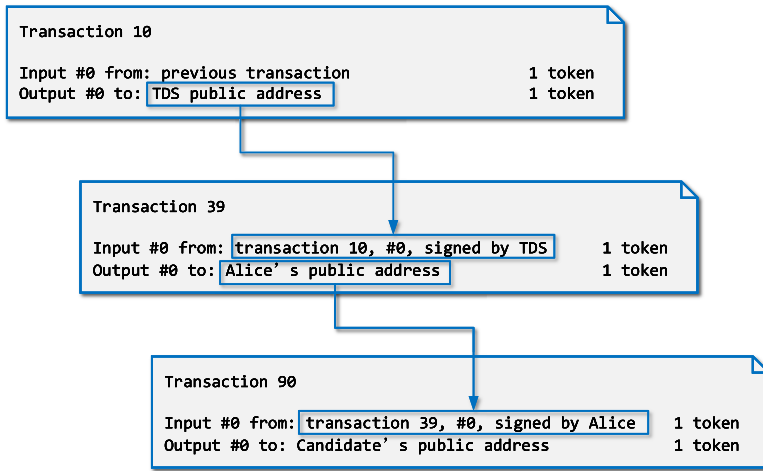 Transaction 10
Input #0 from: previous transaction 1 token
Output #0 to: TDS public address 1 token
Transaction 39
Input #0 from: transaction 10, #0, signed by TDS 1 token
Output #0 to: Alice’s public address 1 token
Transaction 90
Input #0 from: transaction 39, #0, signed by Alice 1 token
Output #0 to: Candidate’s public address 1 token